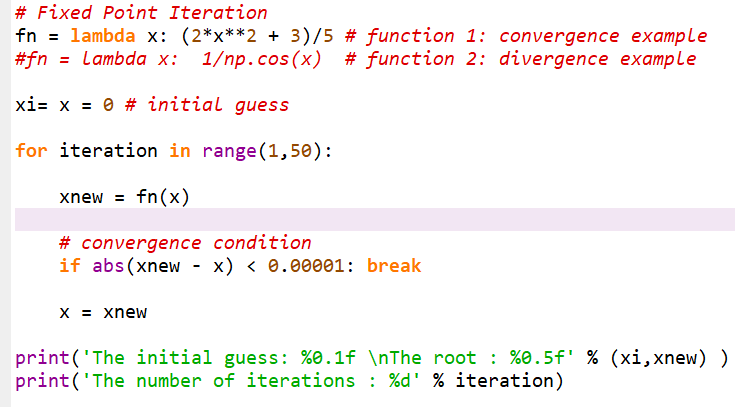 # Fixed Point Iteration
fn = lambda x: (2*x**2 + 3)/5 # function 1: convergence example
#fn = lambda x:  1/np.cos(x)  # function 2: divergence example
xi= x = 0 # initial guess
for iteration in range(1,50):
    xnew = fn(x)
    # convergence condition
    if abs(xnew - x) < 0.00001: break
    x = xnew
print('The initial guess: %0.1f \nThe root : %0.5f' % (xi,xnew) )
print('The number of iterations : %d' % iteration)